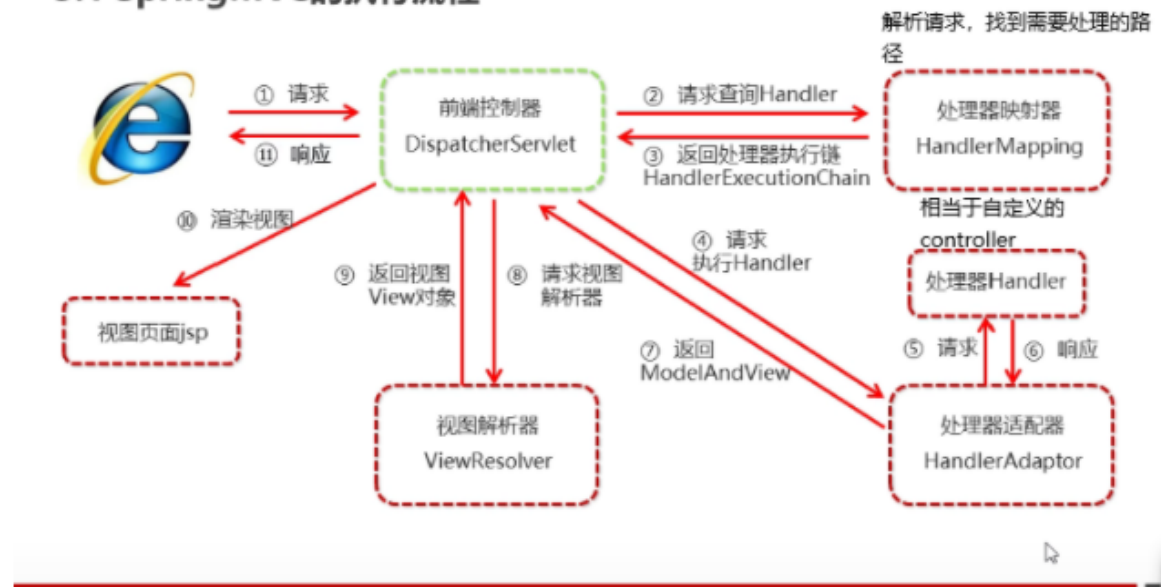 解析请求，找到需要处理的路
径
① 请求
⑪ 响应
前端控制器
DispatcherServlet
② 请求查询Handler
③ 返回处理器执行链
HandlerExecutionChain
处理器映射器
HandlerMapping
相当于自定义的
controller
⑩ 渲染视图
④ 请求
执行Handler
处理器Handler
⑨ 返回视图
View对象
⑧ 请求视图
解析器
视图页面jsp
⑤ 请求
⑥ 响应
⑦ 返回
ModelAndView
视图解析器
ViewResolver
处理器适配器
HandlerAdaptor